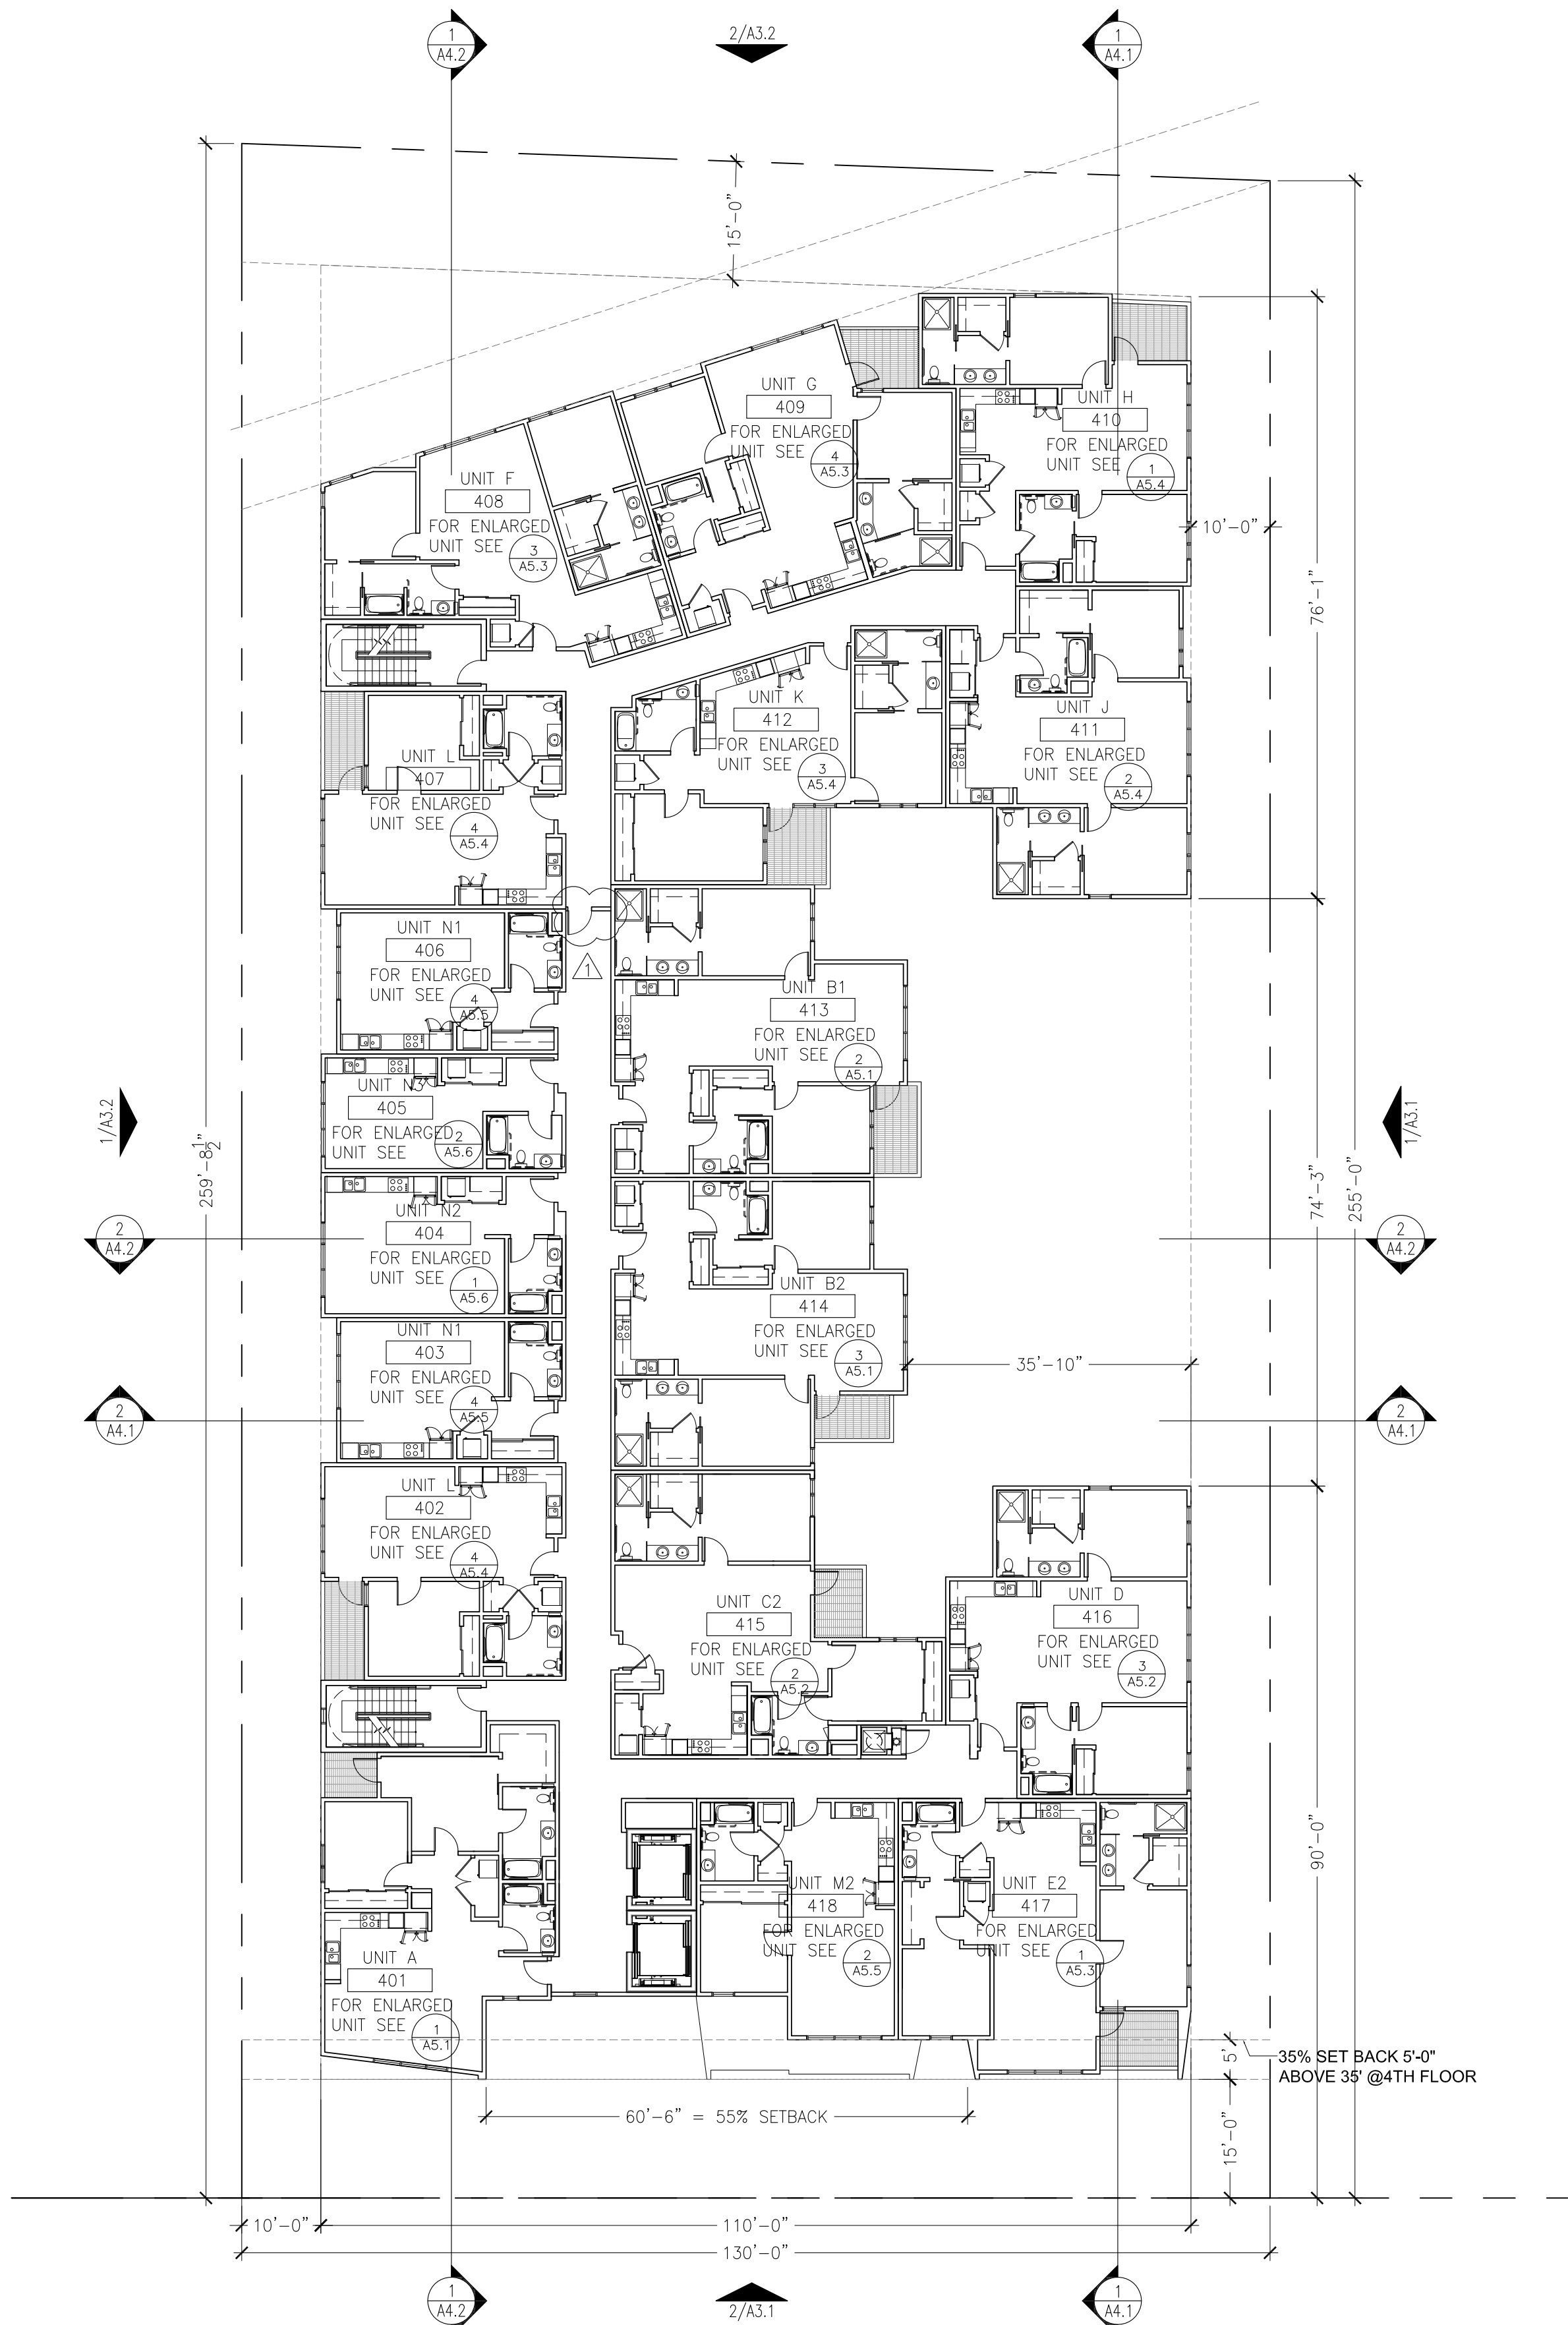 1
A4.2
2/A3.2
1
A4.1
15'-0"
UNIT G
409
FOR ENLARGED
UNIT SEE
4
A5.3
UNIT H
410
FOR ENLARGED
UNIT SEE
1
A5.4
UNIT F
408
FOR ENLARGED
UNIT SEE
3
A5.3
10'-0"
76'-1"
UNIT K
412
FOR ENLARGED
UNIT SEE
3
A5.4
UNIT J
411
FOR ENLARGED
UNIT SEE
2
A5.4
UNIT L
407
FOR ENLARGED
UNIT SEE
4
A5.4
UNIT N1
406
FOR ENLARGED
UNIT SEE
4
A5.5
1
UNIT B1
413
FOR ENLARGED
UNIT SEE
2
A5.1
UNIT N3
405
FOR ENLARGED
UNIT SEE
2
A5.6
1/A3.2
259'-8 1/2"
1/A3.1
74'-3"
255'-0"
UNIT N2
404
FOR ENLARGED
UNIT SEE
1
A5.6
2
A4.2
2
A4.2
UNIT B2
414
FOR ENLARGED
UNIT SEE
3
A5.1
35'-10"
UNIT N1
403
FOR ENLARGED
UNIT SEE
4
A5.5
2
A4.1
2
A4.1
UNIT L
402
FOR ENLARGED
UNIT SEE
4
A5.4
UNIT C2
415
FOR ENLARGED
UNIT SEE
2
A5.2
UNIT D
416
FOR ENLARGED
UNIT SEE
3
A5.2
90'-0"
UNIT M2
418
FOR ENLARGED
UNIT SEE
2
A5.5
UNIT E2
417
FOR ENLARGED
UNIT SEE
1
A5.3
UNIT A
401
FOR ENLARGED
UNIT SEE
1
A5.1
5'
35% SET BACK 5'-0"
ABOVE 35' @4TH FLOOR
60'-6" = 55% SETBACK
15'-0"
10'-0"
110'-0"
130'-0"
1
A4.2
2/A3.1
1
A4.1